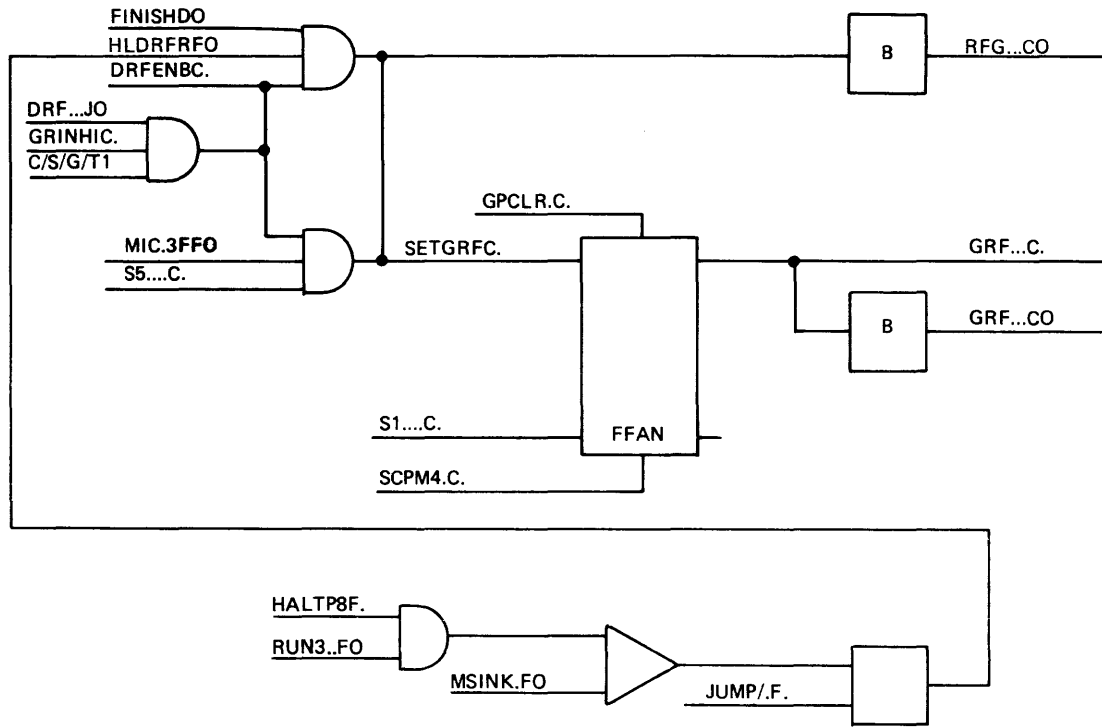 FINISHDO
HLDRFRFO
DRFENBC.
B
RFG...CO
DRF...JO
GRINHIC.
C/S/G/T1
GPCLR.C.
MIC.3FFO
SETGRFC.
GRF...C.
S5....C.
B
GRF...CO
S1....C.
FFAN
SCPM4.C.
HALTP8F.
RUN3..FO
MSINK.FO
JUMP/.F.